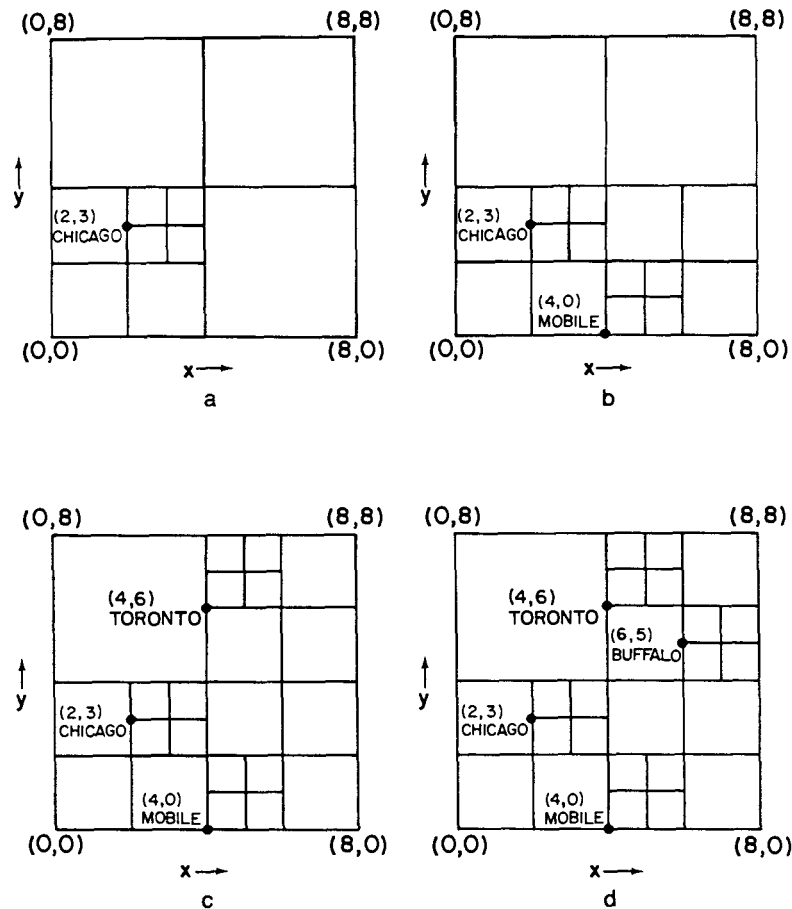 (0,8) (8,8)
y
(2,3)
CHICAGO
(0,0) (8,0)
x
a
(0,8) (8,8)
y
(2,3)
CHICAGO
(4,0)
MOBILE
(0,0) (8,0)
x
b
(0,8) (8,8)
(4,6)
TORONTO
y
(2,3)
CHICAGO
(4,0)
MOBILE
(0,0) (8,0)
x
c
(0,8) (8,8)
(4,6)
TORONTO
(6,5)
BUFFALO
y
(2,3)
CHICAGO
(4,0)
MOBILE
(0,0) (8,0)
x
d